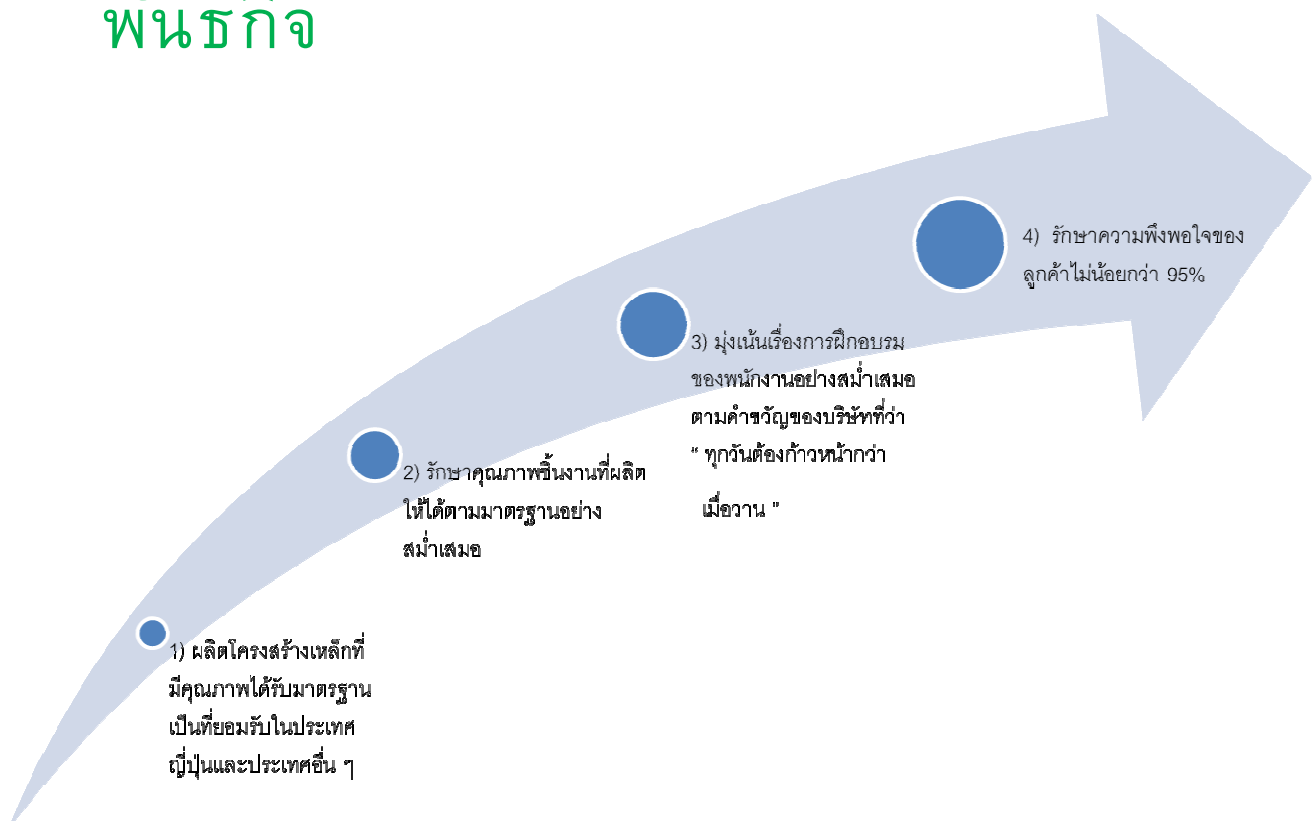 พันธกิจ
1) ผลิตโครงสร้างเหล็กที่
มีคุณภาพได้รับมาตรฐาน
เป็นที่ยอมรับในประเทศ
ญี่ปุ่นและประเทศอื่น ๆ
2) รักษาคุณภาพชิ้นงานที่ผลิต
ให้ได้ตามมาตรฐานอย่าง
สม่ำเสมอ
3) มุ่งเน้นเรื่องการฝึกอบรม
ของพนักงานอย่างสม่ำเสมอ
ตามคำขวัญของบริษัทที่ว่า
“ ทุกวันต้องก้าวหน้ากว่า
เมื่อวาน ”
4) รักษาความพึงพอใจของ
ลูกค้าไม่น้อยกว่า 95%